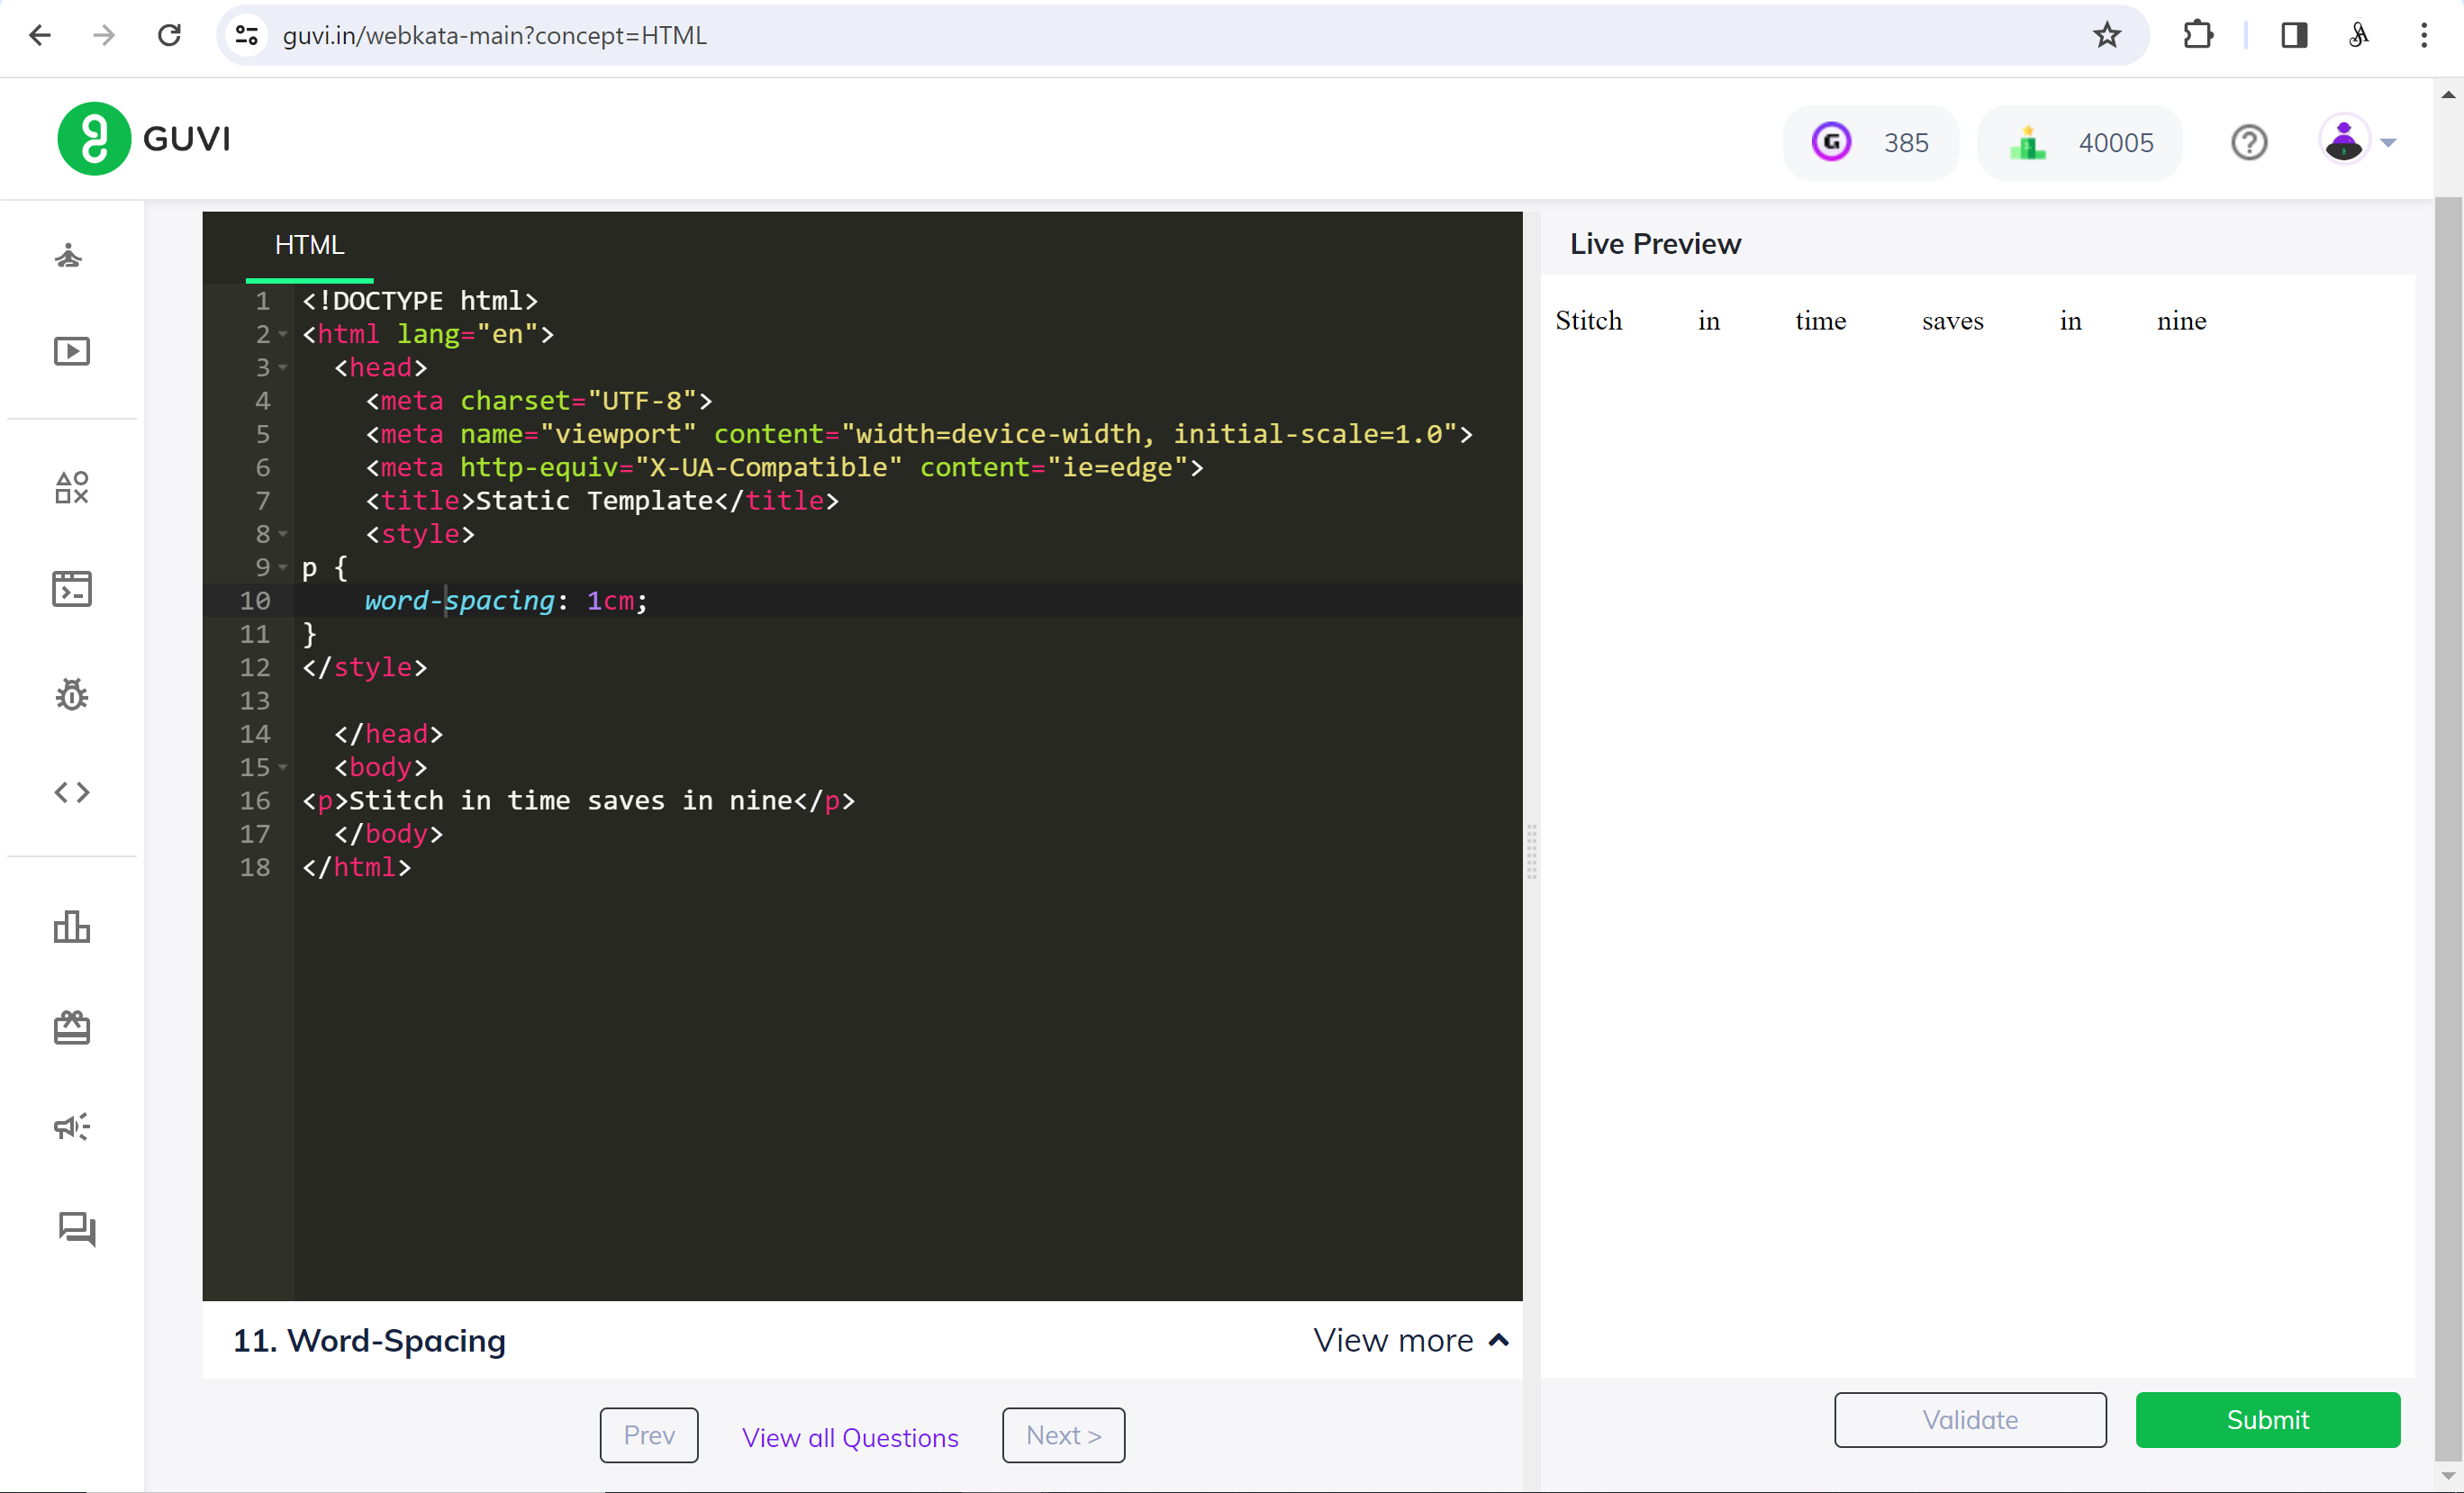 guvi.in/webkata-main?concept=HTML
GUVI
G 385
40005
HTML
Live Preview
1 <!DOCTYPE html>
2 <html lang="en">
3 <head>
4 <meta charset="UTF-8">
5 <meta name="viewport" content="width=device-width, initial-scale=1.0">
6 <meta http-equiv="X-UA-Compatible" content="ie=edge">
7 <title>Static Template</title>
8 <style>
9 p {
10 word-spacing: 1cm;
11 }
12 </style>
13
14 </head>
15 <body>
16 <p>Stitch in time saves in nine</p>
17 </body>
18 </html>
Stitch in time saves in nine
11. Word-Spacing
View more
Prev
View all Questions
Next >
Validate
Submit